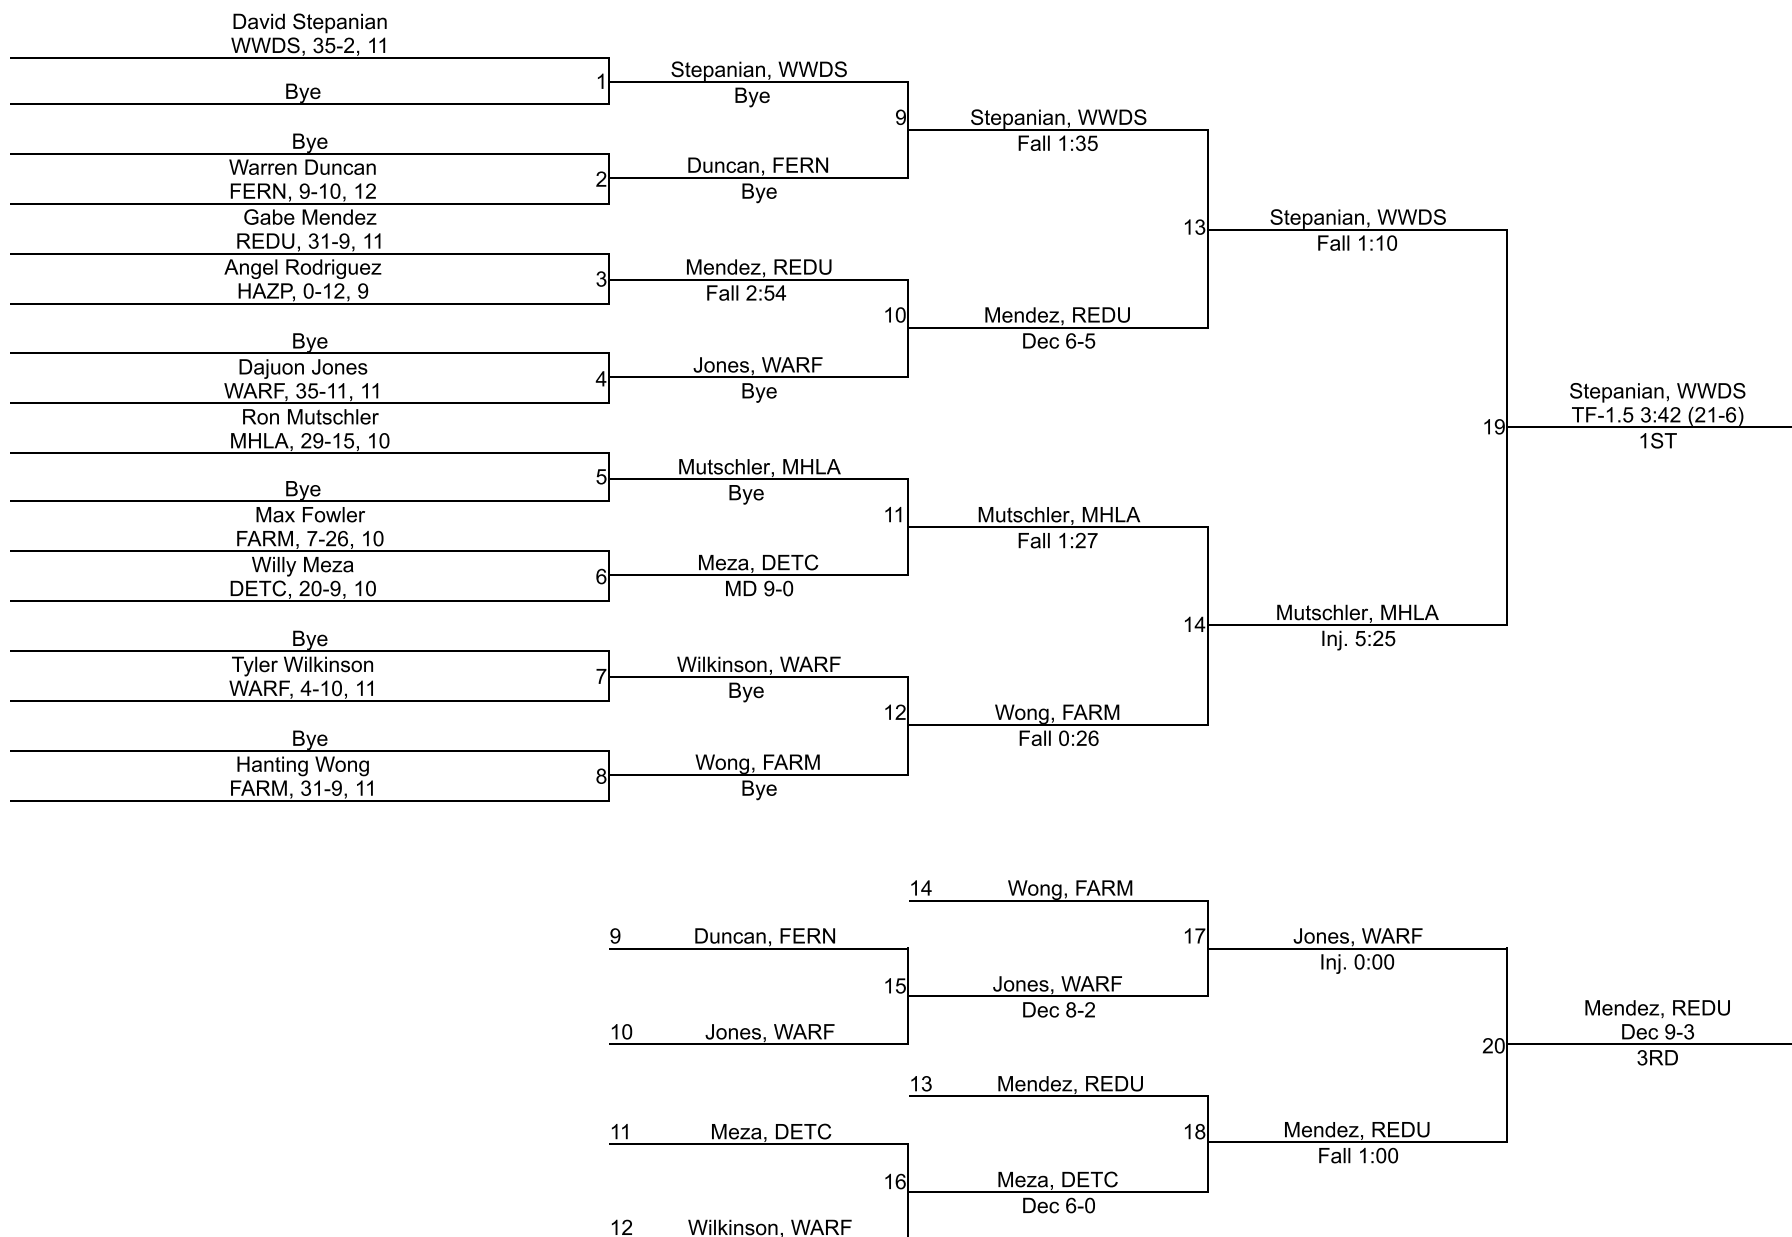 David Stepanian
WWDS, 35-2, 11
1
Bye
Stepanian, WWDS
Bye
9
Bye
Warren Duncan
FERN, 9-10, 12
2
Duncan, FERN
Bye
Stepanian, WWDS
Fall 1:35
Gabe Mendez
REDU, 31-9, 11
Angel Rodriguez
HAZP, 0-12, 9
3
Mendez, REDU
Fall 2:54
10
13
Stepanian, WWDS
Fall 1:10
Bye
Dajuon Jones
WARF, 35-11, 11
4
Jones, WARF
Bye
Mendez, REDU
Dec 6-5
Ron Mutschler
MHLA, 29-15, 10
5
Bye
Mutschler, MHLA
Bye
11
19
Stepanian, WWDS
TF-1.5 3:42 (21-6)
1ST
Max Fowler
FARM, 7-26, 10
Willy Meza
DETC, 20-9, 10
6
Meza, DETC
MD 9-0
Mutschler, MHLA
Fall 1:27
Bye
Tyler Wilkinson
WARF, 4-10, 11
7
Wilkinson, WARF
Bye
12
14
Mutschler, MHLA
Inj. 5:25
Bye
Hanting Wong
FARM, 31-9, 11
8
Wong, FARM
Bye
Wong, FARM
Fall 0:26
14 Wong, FARM
9 Duncan, FERN
17
Jones, WARF
Inj. 0:00
15
Jones, WARF
Dec 8-2
10 Jones, WARF
20
Mendez, REDU
Dec 9-3
3RD
13 Mendez, REDU
11 Meza, DETC
18
Mendez, REDU
Fall 1:00
16
Meza, DETC
Dec 6-0
12 Wilkinson, WARF